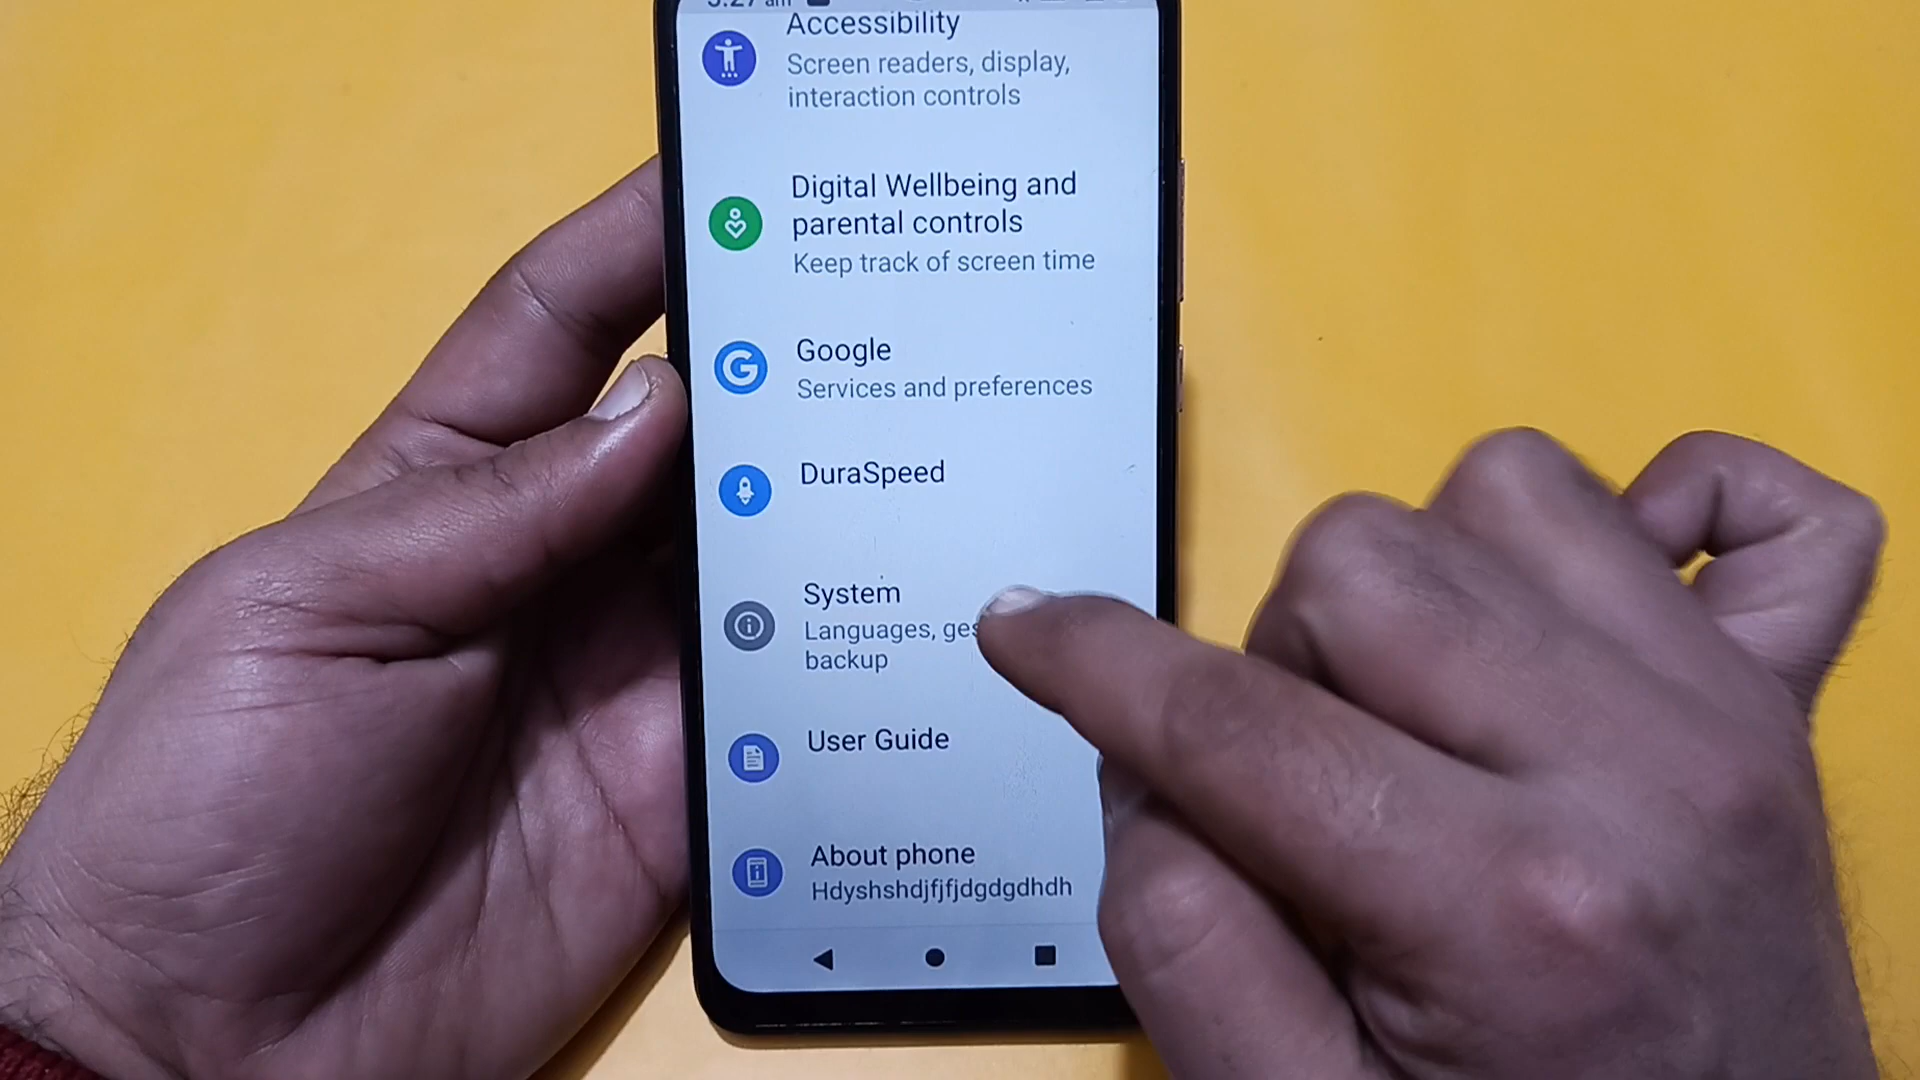 Accessibility
Screen readers, display,
interaction controls
Digital Wellbeing and
parental controls
Keep track of screen time
Google
Services and preferences
DuraSpeed
System
Languages,
backup
User Guide
About phone
Hdyshshdjfjfjdgdgdhdh